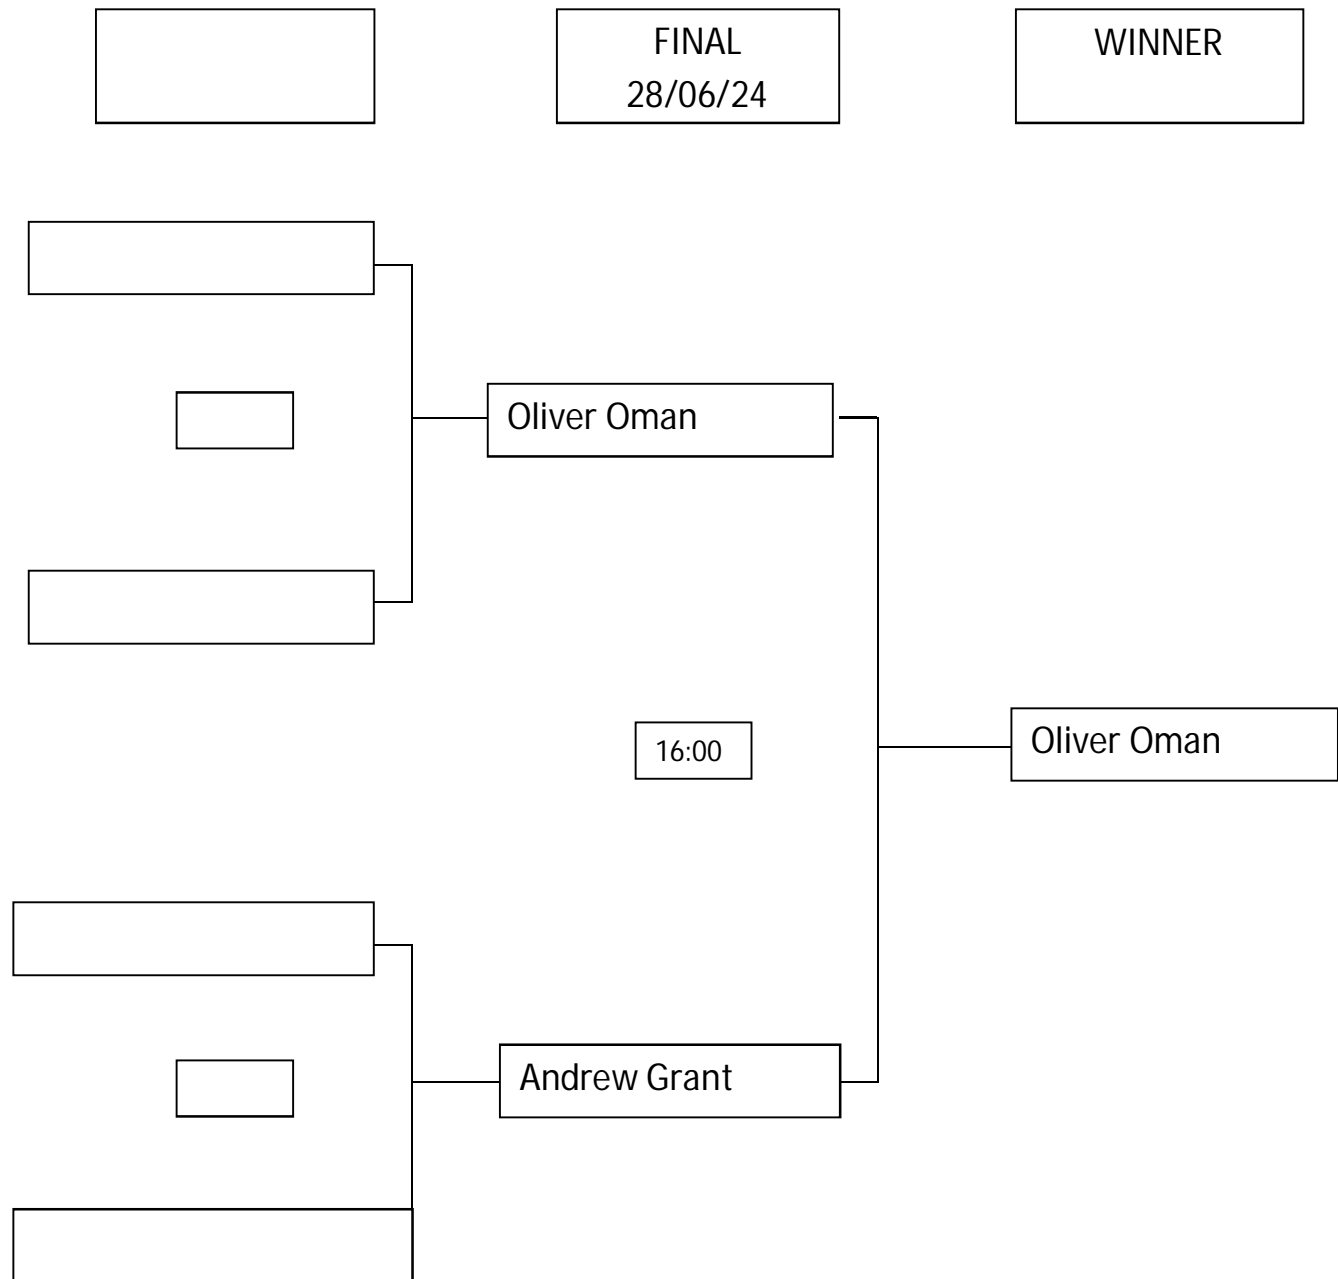 FINAL
28/06/24
WINNER
Oliver Oman
16:00
Oliver Oman
Andrew Grant